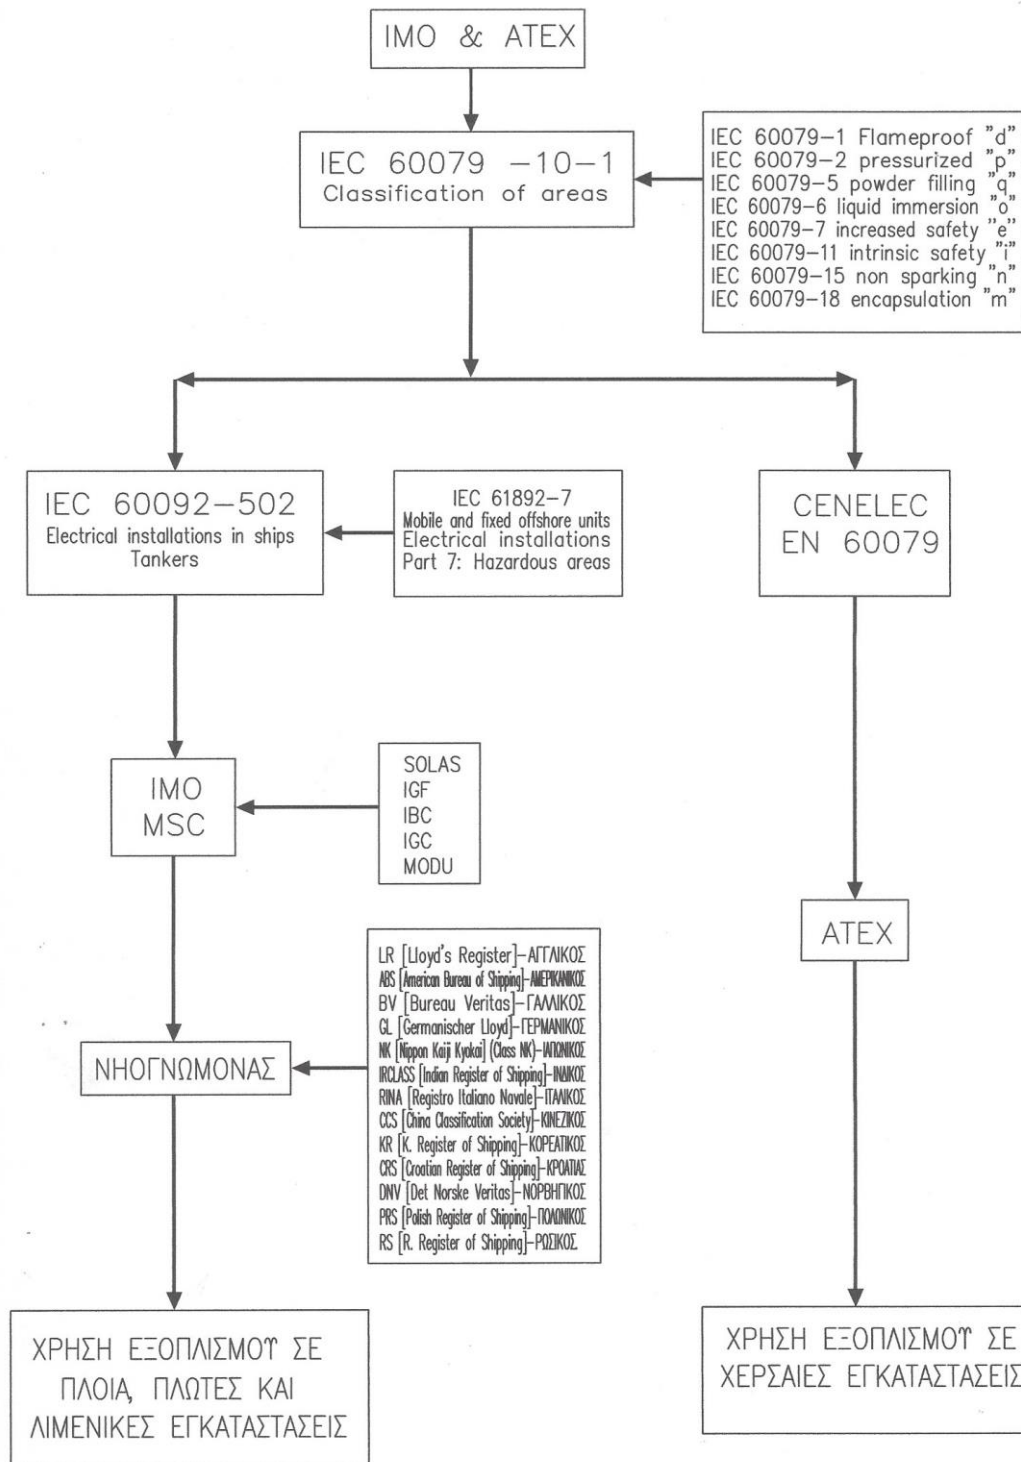 IMO & ATEX
IEC 60079 -10-1
Classification of areas
IEC 60079-1 Flameproof "d"
IEC 60079-2 pressurized "p"
IEC 60079-5 powder filling "q"
IEC 60079-6 liquid immersion "o"
IEC 60079-7 increased safety "e"
IEC 60079-11 intrinsic safety "i"
IEC 60079-15 non sparking "n"
IEC 60079-18 encapsulation "m"
IEC 60092-502
Electrical installations in ships
Tankers
IEC 61892-7
Mobile and fixed offshore units
Electrical installations
Part 7: Hazardous areas
CENELEC
EN 60079
IMO
MSC
SOLAS
IGF
IBC
IGC
MODU
ATEX
LR [Lloyd's Register]-ΑΓΓΛΙΚΟΣ
ABS [American Bureau of Shipping]-ΑΜΕΡΙΚΑΝΙΚΟΣ
BV [Bureau Veritas]-ΓΑΛΛΙΚΟΣ
GL [Germanischer Lloyd]-ΓΕΡΜΑΝΙΚΟΣ
NK [Nippon Kaiji Kyokai] (Class NK)-ΙΑΠΩΝΙΚΟΣ
IRCLASS [Indian Register of Shipping]-ΙΝΔΙΚΟΣ
RINA [Registro Italiano Navale]-ΙΤΑΛΙΚΟΣ
CCS [China Classification Society]-ΚΙΝΕΖΙΚΟΣ
KR [K. Register of Shipping]-ΚΟΡΕΑΤΙΚΟΣ
CRS [Croatian Register of Shipping]-ΚΡΟΑΤΙΑΣ
DNV [Det Norske Veritas]-ΝΟΡΒΗΓΙΚΟΣ
PRS [Polish Register of Shipping]-ΠΟΛΩΝΙΚΟΣ
RS [R. Register of Shipping]-ΡΩΣΙΚΟΣ.
ΝΗΟΓΝΩΜΟΝΑΣ
ΧΡΗΣΗ ΕΞΟΠΛΙΣΜΟΥ ΣΕ
ΠΛΟΙΑ, ΠΛΩΤΕΣ ΚΑΙ
ΛΙΜΕΝΙΚΕΣ ΕΓΚΑΤΑΣΤΑΣΕΙΣ
ΧΡΗΣΗ ΕΞΟΠΛΙΣΜΟΥ ΣΕ
ΧΕΡΣΑΙΕΣ ΕΓΚΑΤΑΣΤΑΣΕΙΣ